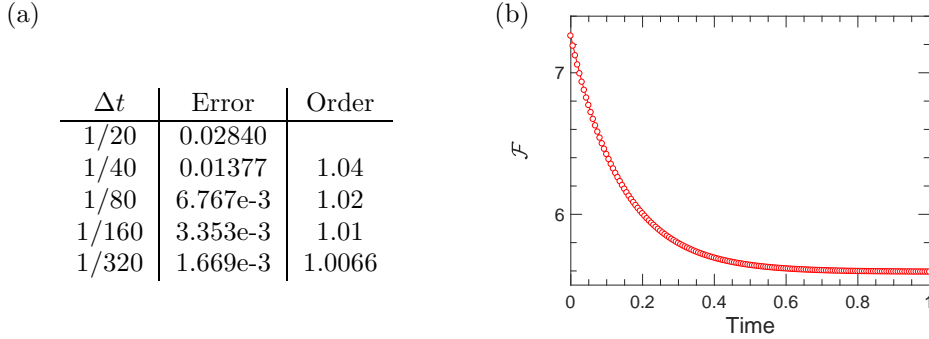 (a)
Δt Error Order
1/20 0.02840
1/40 0.01377 1.04
1/80 6.767e-3 1.02
1/160 3.353e-3 1.01
1/320 1.669e-3 1.0066
(b)
7
6
ℱ
0 0.2 0.4 0.6 0.8 1
Time